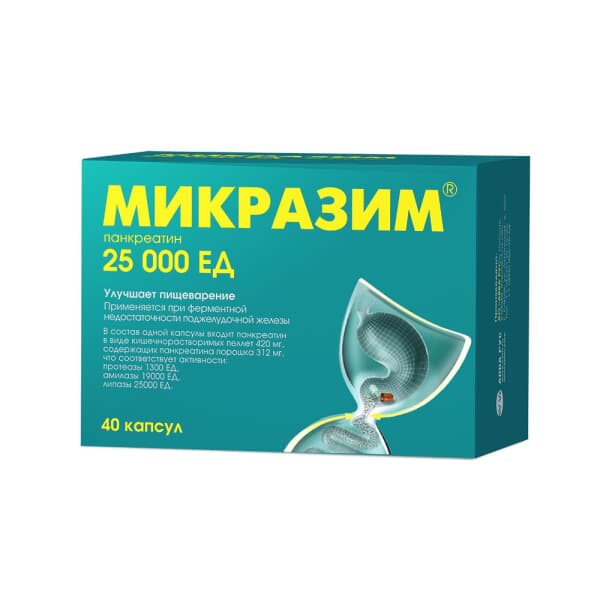 МИКРАЗИМ®
панкреатин
25 000 ЕД
Улучшает пищеварение
Применяется при ферментной
недостаточности поджелудочной железы
В состав одной капсулы входит панкреатин
в виде кишечнорастворимых пеллет 420 мг,
содержащих панкреатина порошка 312 мг,
что соответствует активности:
протеазы 1300 ЕД,
амилазы 19000 ЕД,
липазы 25000 ЕД.
40 капсул
АВВА РУС